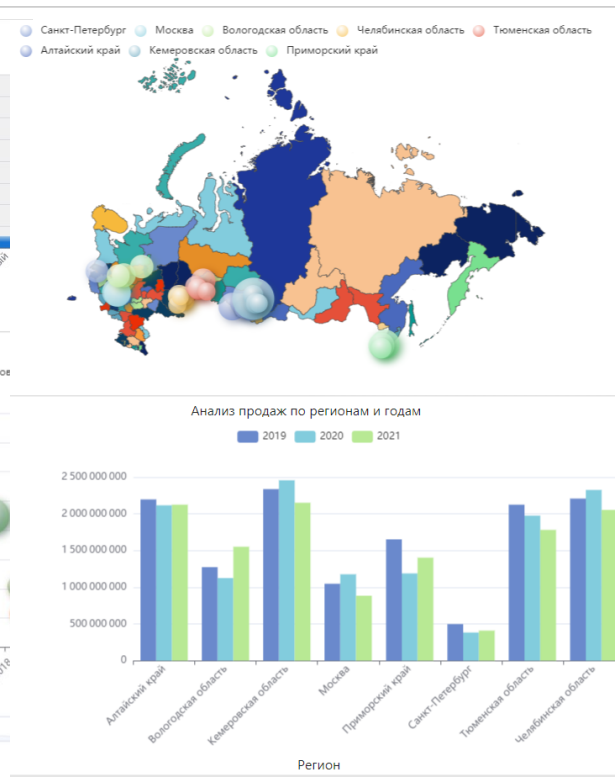 Санкт-Петербург Москва Вологодская область Челябинская область Тюменская область
Алтайский край Кемеровская область Приморский край
Анализ продаж по регионам и годам
2019 2020 2021
2 500 000 000
2 000 000 000
1 500 000 000
1 000 000 000
500 000 000
0
Алтайский край
Вологодская область
Кемеровская область
Москва
Приморский край
Санкт-Петербург
Тюменская область
Челябинская область
Регион